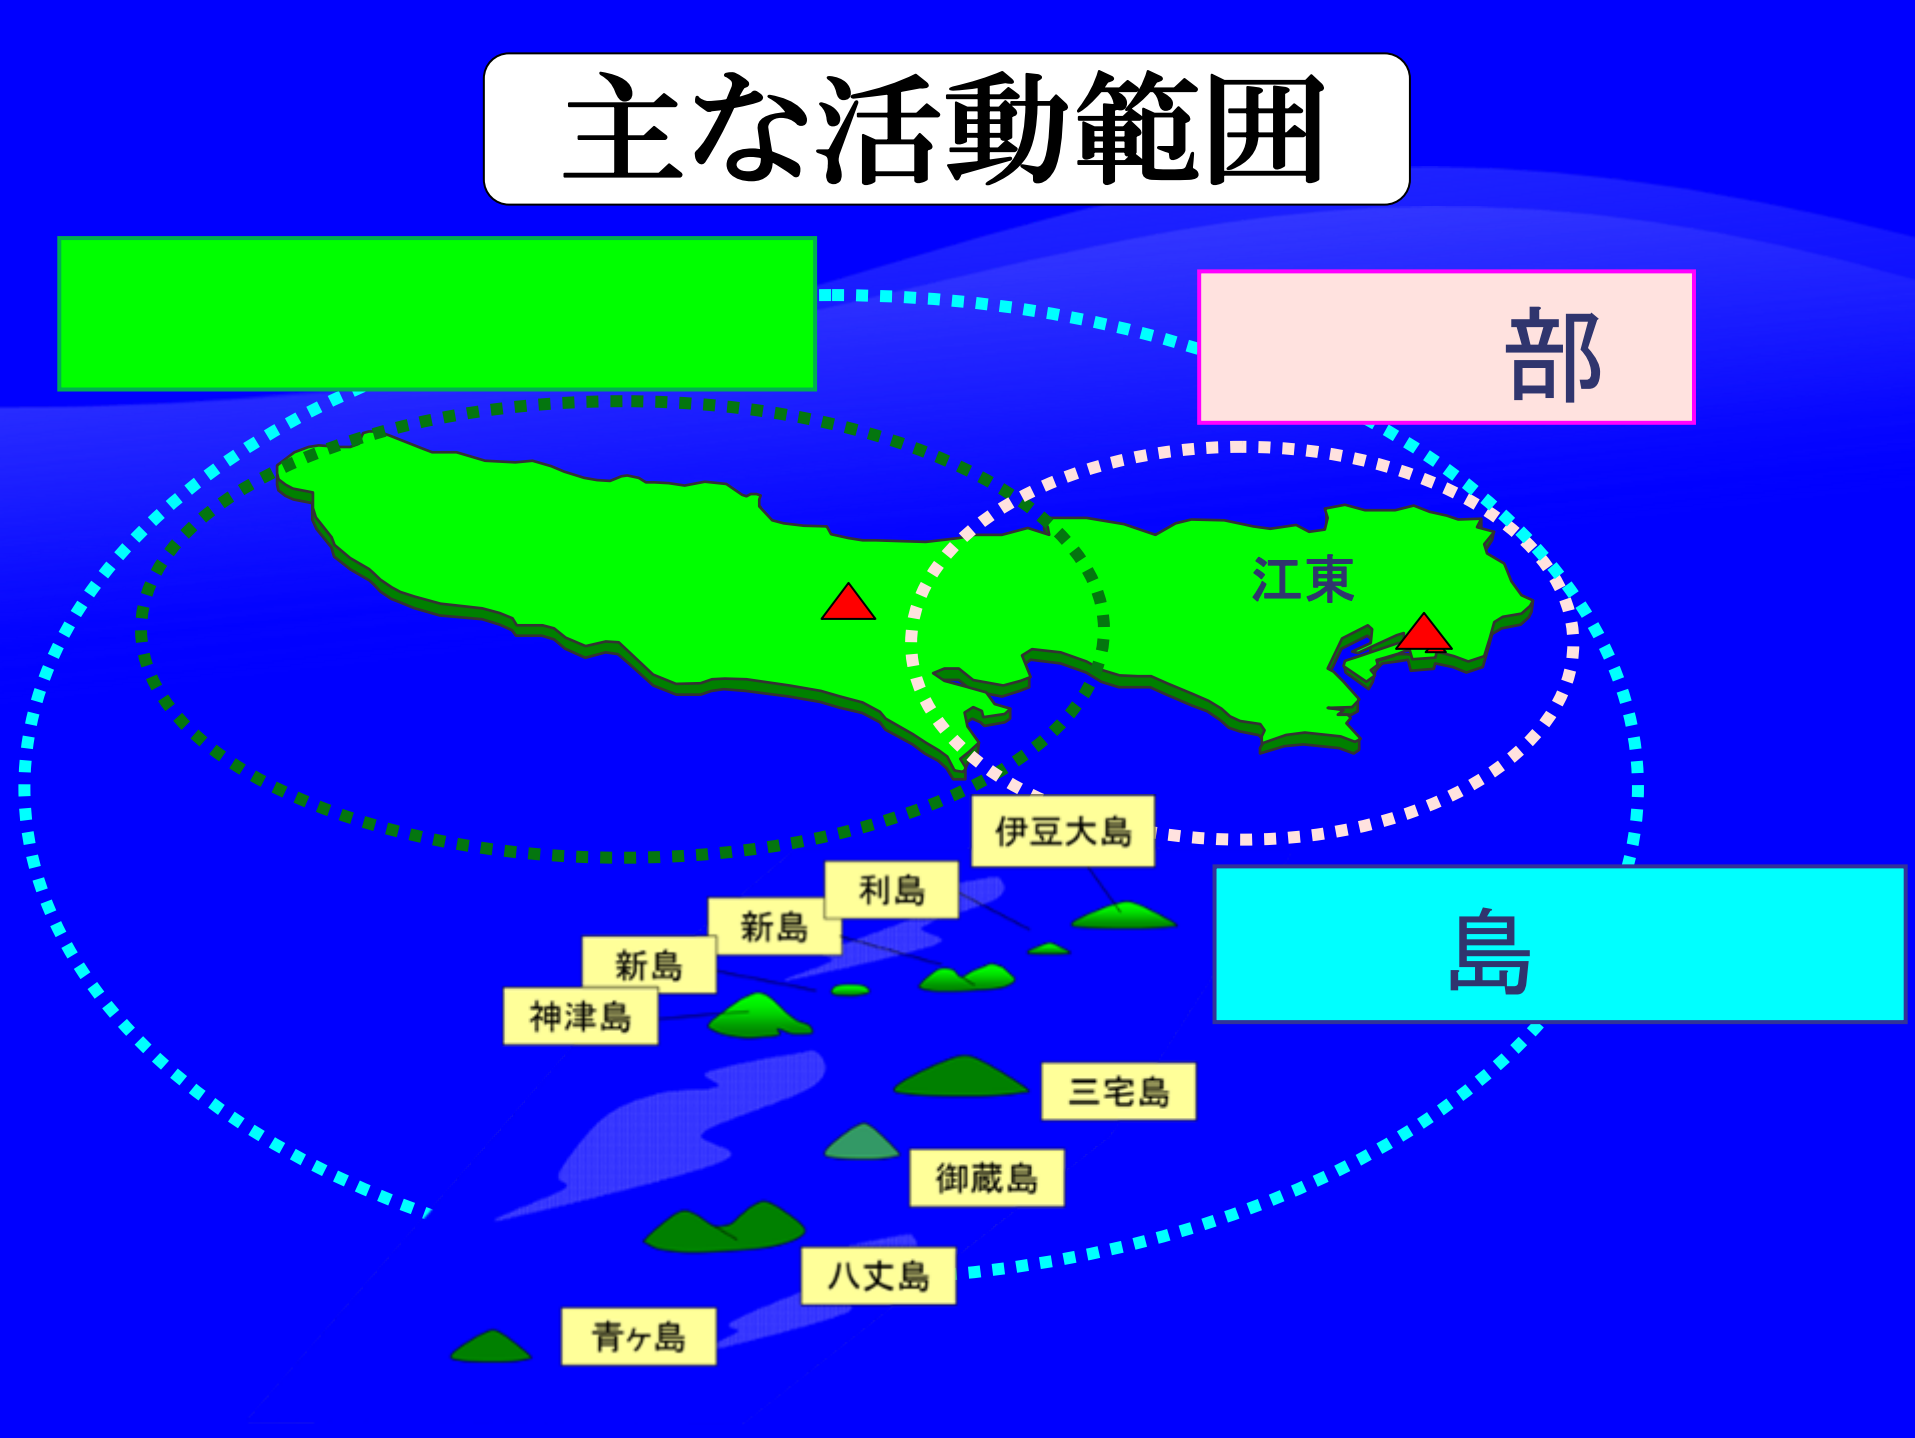 主な活動範囲
部
江東
伊豆大島
利島
新島
新島
神津島
島
三宅島
御蔵島
八丈島
青ヶ島